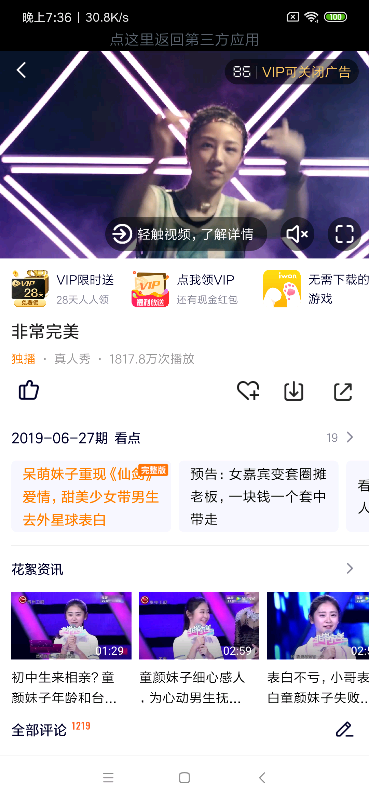 晚上7:36 | 30.8K/s
100
点这里返回第三方应用
85 | VIP可关闭广告
轻触视频，了解详情
VIP限时送
28天人人领
点我领VIP
还有现金红包
无需下载的
游戏
VIP
28天
VIP
非常完美
独播 · 真人秀 · 1817.8万次播放
2019-06-27期 看点
19
呆萌妹子重现《仙剑》
完整版
爱情，甜美少女带男生
去外星球表白
预告：女嘉宾变套圈摊
老板，一块钱一个套中
带走
看
人
花絮资讯
01:29
02:59
02:5
初中生来相亲？童
颜妹子年龄和台...
童颜妹子细心感人
，为心动男生抚...
表白不亏，小哥表
白童颜妹子失败...
全部评论 1219